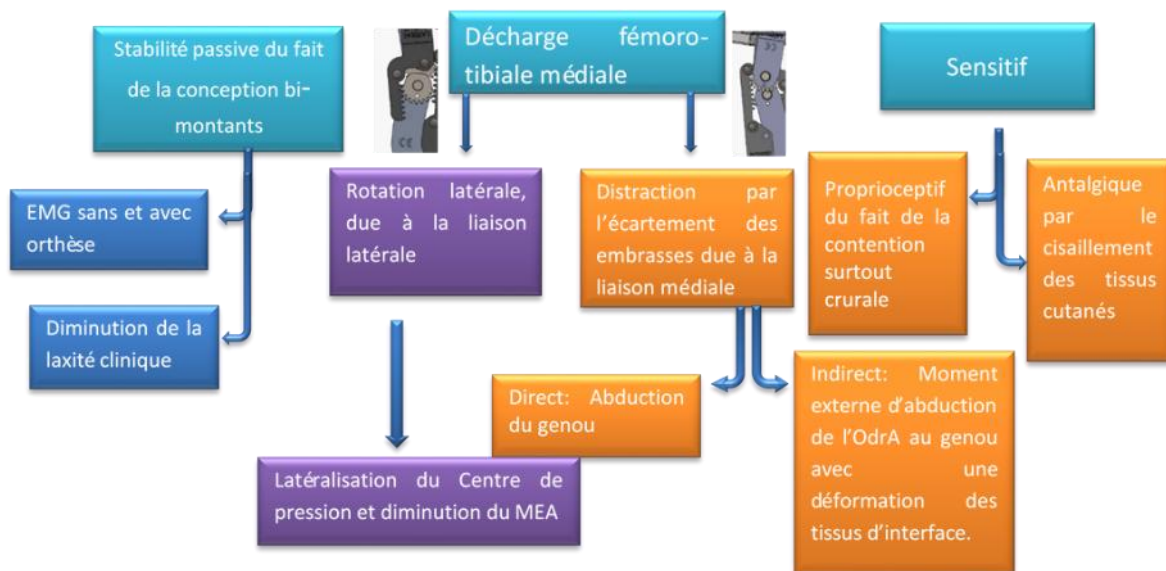 Stabilité passive du fait
de la conception bi-
montants
Décharge fémoro-
tibiale médiale
Sensitif
EMG sans et avec
orthèse
Diminution de la
laxité clinique
Rotation latérale,
due à la liaison
latérale
Distraction par
l'écartement des
embrasses due à la
liaison médiale
Proprioceptif
du fait de la
contention
surtout
crurale
Antalgique
par le
cisaillement
des tissus
cutanés
Direct: Abduction
du genou
Indirect: Moment
externe d'abduction
de l'OdrA au genou
avec une
déformation des
tissus d'interface.
Latéralisation du Centre de
pression et diminution du MEA